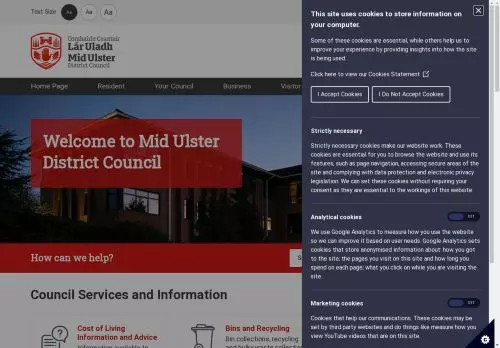 Text Size
Aa
Aa
Aa
Comhairle Ceantair
Lár Uladh
Mid Ulster
District Council
Home Page
Resident
Your Council
Business
Visitor
Welcome to Mid Ulster
District Council
How can we help?
S
Council Services and Information
Cost of Living
Information and Advice
Information available to
Bins and Recycling
Bin collections, recycling
This site uses cookies to store information on
your computer.
Some of these cookies are essential, while others help us to
improve your experience by providing insights into how the site
is being used.
Click here to view our Cookies Statement
I Accept Cookies
I Do Not Accept Cookies
Strictly necessary
Strictly necessary cookies make our website work. These
cookies are essential for you to browse the website and use its
features, such as page navigation, accessing secure areas of the
site and complying with data protection and electronic privacy
legislation. We can set these cookies without requiring your
consent as they are essential to the workings of this website
Analytical cookies
Off
We use Google Analytics to measure how you use the website
so we can improve it based on user needs. Google Analytics sets
cookies that store anonymised information about how you got
to the site; the pages you visit on this site and how long you
spend on each page; what you click on while you are visiting the
site.
Marketing cookies
Off
Cookies that help our communications. These cookies may be
set by third party websites and do things like measure how you
view YouTube videos that are on this site.